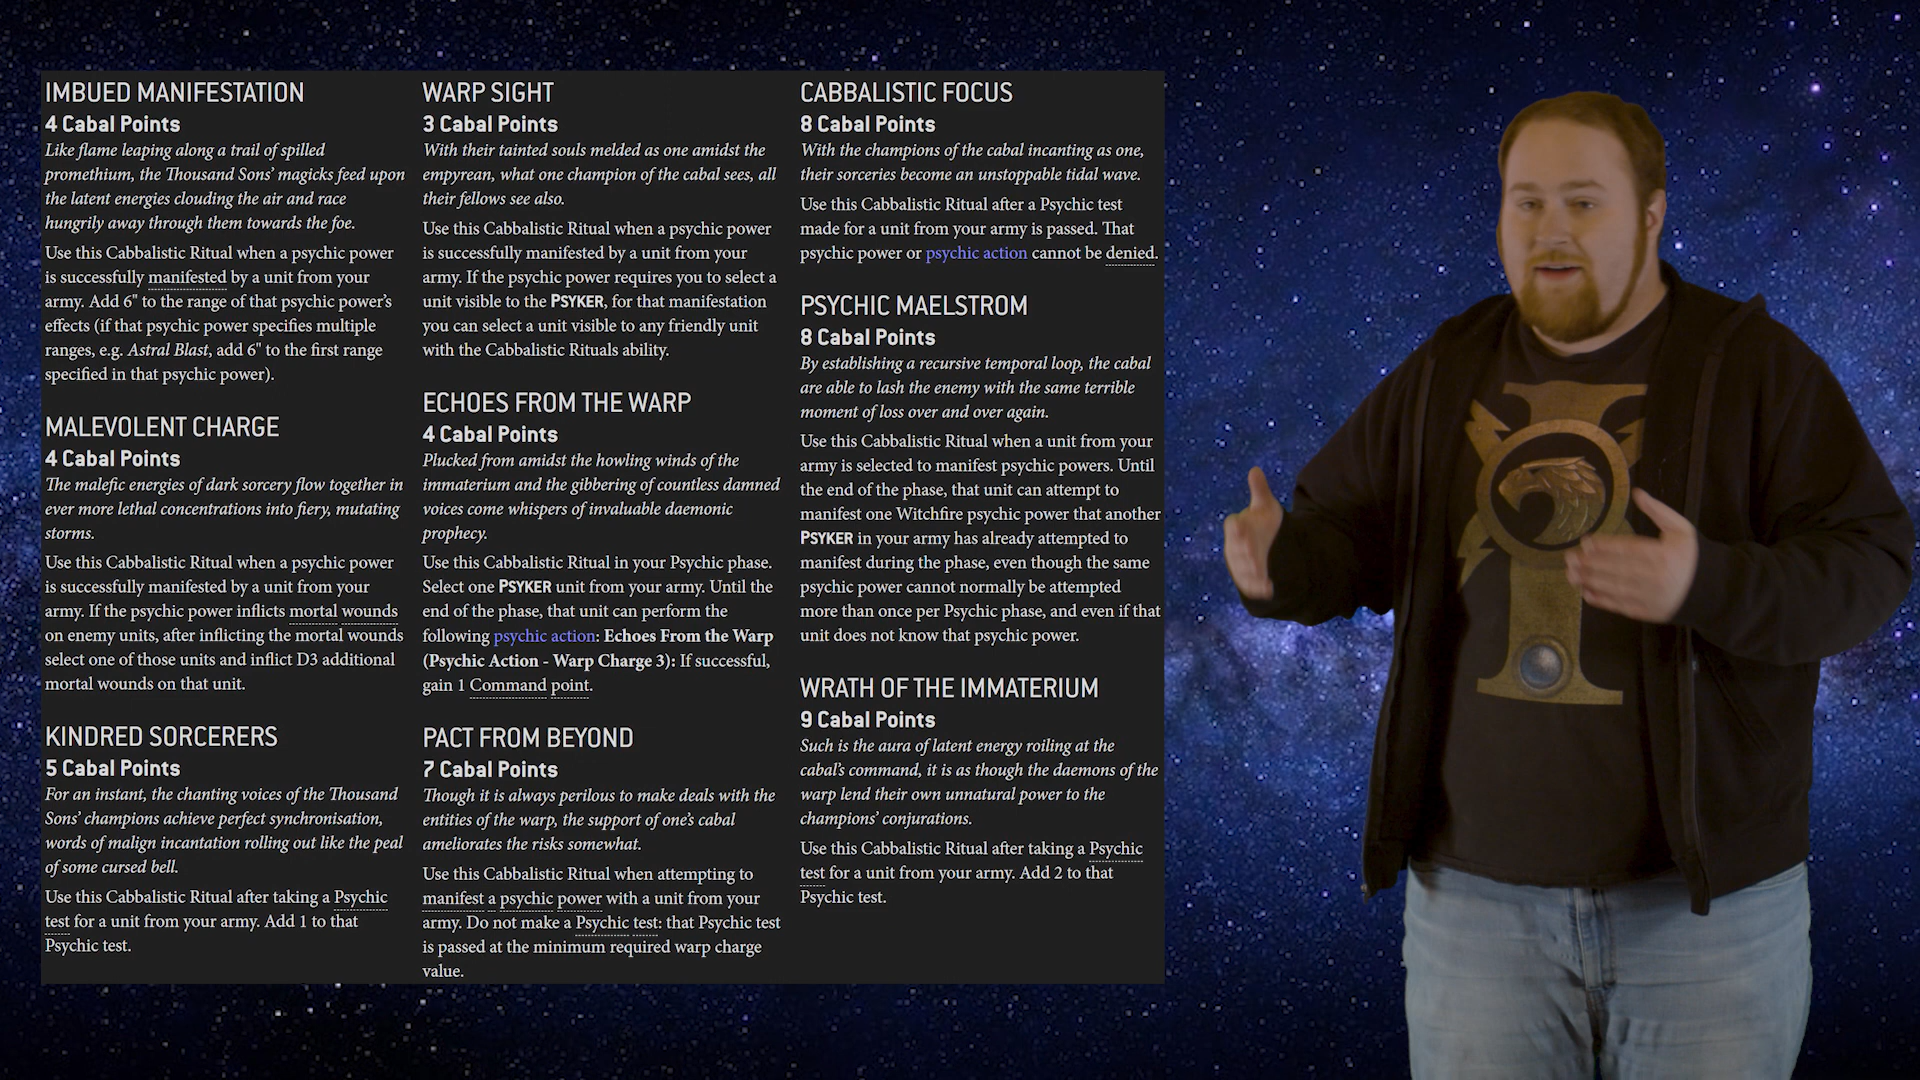 IMBUED MANIFESTATION
4 Cabal Points
Like flame leaping along a trail of spilled
promethium, the Thousand Sons' magicks feed upon
the latent energies clouding the air and race
hungrily away through them towards the foe.
Use this Cabbalistic Ritual when a psychic power
is successfully manifested by a unit from your
army. Add 6" to the range of that psychic power's
effects (if that psychic power specifies multiple
ranges, e.g. Astral Blast, add 6" to the first range
specified in that psychic power).
MALEVOLENT CHARGE
4 Cabal Points
The malefic energies of dark sorcery flow together in
ever more lethal concentrations into fiery, mutating
storms.
Use this Cabbalistic Ritual when a psychic power
is successfully manifested by a unit from your
army. If the psychic power inflicts mortal wounds
on enemy units, after inflicting the mortal wounds
select one of those units and inflict D3 additional
mortal wounds on that unit.
KINDRED SORCERERS
5 Cabal Points
For an instant, the chanting voices of the Thousand
Sons' champions achieve perfect synchronisation,
words of malign incantation rolling out like the peal
of some cursed bell.
Use this Cabbalistic Ritual after taking a Psychic
test for a unit from your army. Add 1 to that
Psychic test.
WARP SIGHT
3 Cabal Points
With their tainted souls melded as one amidst the
empyrean, what one champion of the cabal sees, all
their fellows see also.
Use this Cabbalistic Ritual when a psychic power
is successfully manifested by a unit from your
army. If the psychic power requires you to select a
unit visible to the PSYKER, for that manifestation
you can select a unit visible to any friendly unit
with the Cabbalistic Rituals ability.
ECHOES FROM THE WARP
4 Cabal Points
Plucked from amidst the howling winds of the
immaterium and the gibbering of countless damned
voices come whispers of invaluable daemonic
prophecy.
Use this Cabbalistic Ritual in your Psychic phase.
Select one PSYKER unit from your army. Until the
end of the phase, that unit can perform the
following psychic action: Echoes From the Warp
(Psychic Action - Warp Charge 3): If successful,
gain 1 Command point.
PACT FROM BEYOND
7 Cabal Points
Though it is always perilous to make deals with the
entities of the warp, the support of one's cabal
ameliorates the risks somewhat.
Use this Cabbalistic Ritual when attempting to
manifest a psychic power with a unit from your
army. Do not make a Psychic test: that Psychic test
is passed at the minimum required warp charge
value.
CABBALISTIC FOCUS
8 Cabal Points
With the champions of the cabal incanting as one,
their sorceries become an unstoppable tidal wave.
Use this Cabbalistic Ritual after a Psychic test
made for a unit from your army is passed. That
psychic power or psychic action cannot be denied.
PSYCHIC MAELSTROM
8 Cabal Points
By establishing a recursive temporal loop, the cabal
are able to lash the enemy with the same terrible
moment of loss over and over again.
Use this Cabbalistic Ritual when a unit from your
army is selected to manifest psychic powers. Until
the end of the phase, that unit can attempt to
manifest one Witchfire psychic power that another
PSYKER in your army has already attempted to
manifest during the phase, even though the same
psychic power cannot normally be attempted
more than once per Psychic phase, and even if that
unit does not know that psychic power.
WRATH OF THE IMMATERIUM
9 Cabal Points
Such is the aura of latent energy roiling at the
cabal's command, it is as though the daemons of the
warp lend their own unnatural power to the
champions' conjurations.
Use this Cabbalistic Ritual after taking a Psychic
test for a unit from your army. Add 2 to that
Psychic test.